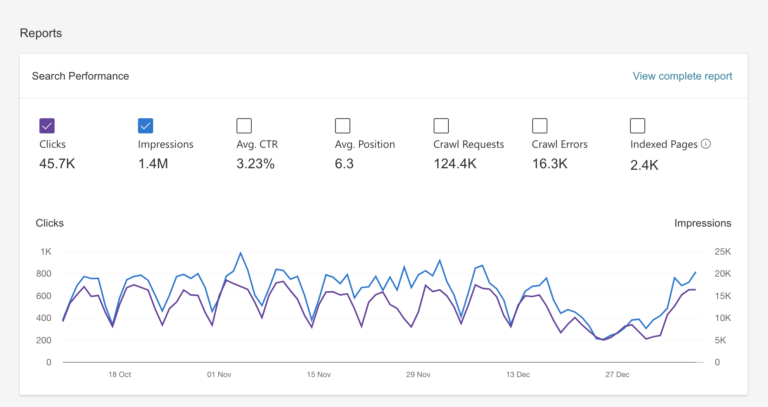 Reports
Search Performance View complete report
Clicks Impressions Avg. CTR Avg. Position Crawl Requests Crawl Errors Indexed Pages
45.7K 1.4M 3.23% 6.3 124.4K 16.3K 2.4K
Clicks Impressions
1K 25K
800 20K
600 15K
400 10K
200 5K
0 0
18 Oct 01 Nov 15 Nov 29 Nov 13 Dec 27 Dec